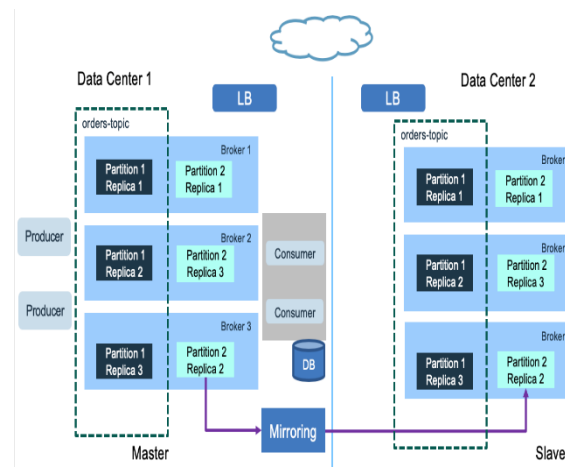 Data Center 1
Data Center 2
LB
LB
orders-topic
orders-topic
Broker 1
Partition 1
Replica 1
Partition 2
Replica 1
Broker
Partition 1
Replica 1
Partition 2
Replica 1
Producer
Broker 2
Partition 1
Replica 2
Partition 2
Replica 3
Consumer
Broker
Partition 1
Replica 2
Partition 2
Replica 3
Producer
Consumer
Broker 3
Partition 1
Replica 3
Partition 2
Replica 2
DB
Broker
Partition 1
Replica 3
Partition 2
Replica 2
Mirroring
Master
Slave